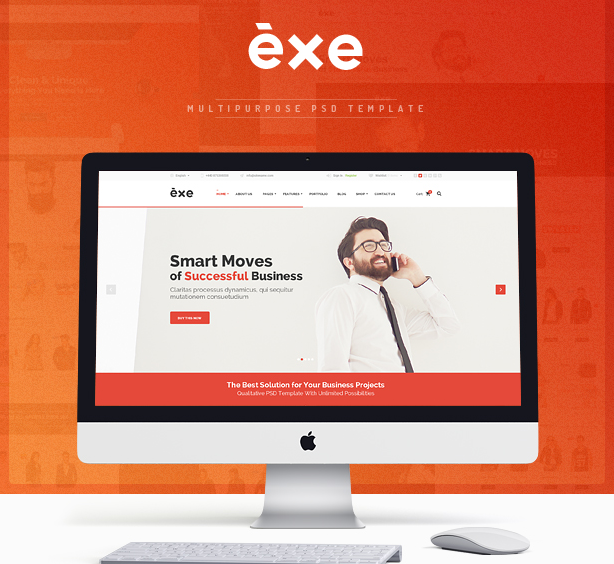 èxe
MULTIPURPOSE PSD TEMPLATE
English
Sign In
Wishlist
èxe
HOME ABOUT US PAGES FEATURES PORTFOLIO BLOG SHOP CONTACT US
Cart
Smart Moves
of Successful Business
Claritas processus dynamicus, qui sequitur
mutationem consuetudium
BUY THIS NOW
The Best Solution for Your Business Projects
Qualitative PSD Template With Unlimited Possibilities